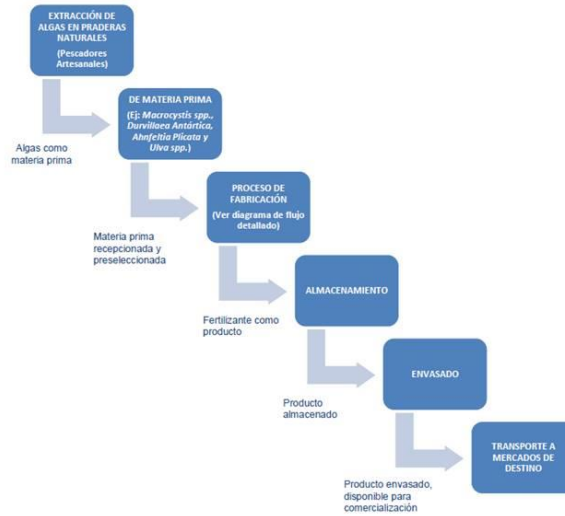 EXTRACCIÓN DE
ALGAS EN PRADERAS
NATURALES
(Pescadores
Artesanales)
Algas como
materia prima
DE MATERIA PRIMA
(Ej: Macrocystis spp.,
Durvillaea Antártica,
Ahnfeltia Plicata y
Ulva spp.)
Materia prima
recepcionada y
preseleccionada
PROCESO DE
FABRICACIÓN
(Ver diagrama de flujo
detallado)
Fertilizante como
producto
ALMACENAMIENTO
Producto
almacenado
ENVASADO
Producto envasado,
disponible para
comercialización
TRANSPORTE A
MERCADOS DE
DESTINO